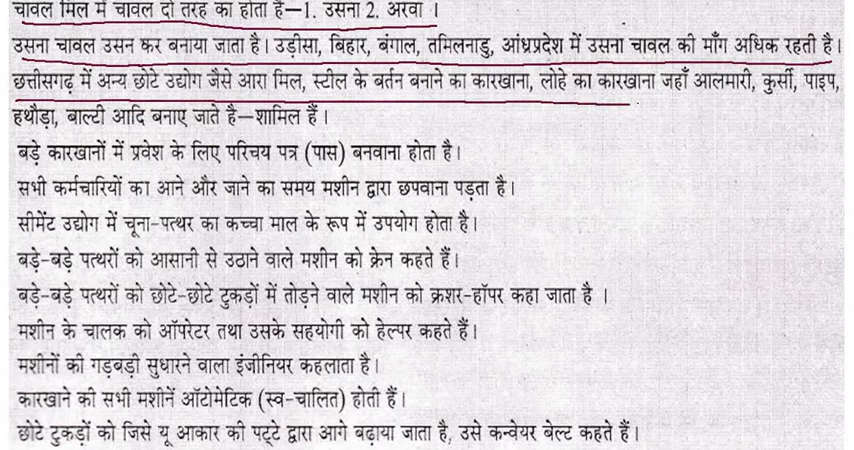 चावल मिल में चावल दो तरह का होता है—1. उसना 2. अरवा ।
उसना चावल उसन कर बनाया जाता है। उड़ीसा, बिहार, बंगाल, तमिलनाडु, आंध्रप्रदेश में उसना चावल की माँग अधिक रहती है।
छत्तीसगढ़ में अन्य छोटे उद्योग जैसे आरा मिल, स्टील के बर्तन बनाने का कारखाना, लोहे का कारखाना जहाँ आलमारी, कुर्सी, पाइप,
हथौड़ा, बाल्टी आदि बनाए जाते है—शामिल हैं ।
बड़े कारखानों में प्रवेश के लिए परिचय पत्र (पास) बनवाना होता है।
सभी कर्मचारियों का आने और जाने का समय मशीन द्वारा छपवाना पड़ता है।
सीमेंट उद्योग में चूना-पत्थर का कच्चा माल के रूप में उपयोग होता है।
बड़े-बड़े पत्थरों को आसानी से उठाने वाले मशीन को क्रेन कहते हैं।
बड़े-बड़े पत्थरों को छोटे-छोटे टुकड़ों में तोड़ने वाले मशीन को क्रशर-हॉपर कहा जाता है ।
मशीन के चालक को ऑपरेटर तथा उसके सहयोगी को हेल्पर कहते हैं।
मशीनों की गड़बड़ी सुधारने वाला इंजीनियर कहलाता है।
कारखाने की सभी मशीनें ऑटोमेटिक (स्व-चालित) होती हैं।
छोटे टुकड़ों को जिसे यू आकार की पट्टे द्वारा आगे बढ़ाया जाता है, उसे कन्वेयर बेल्ट कहते हैं।